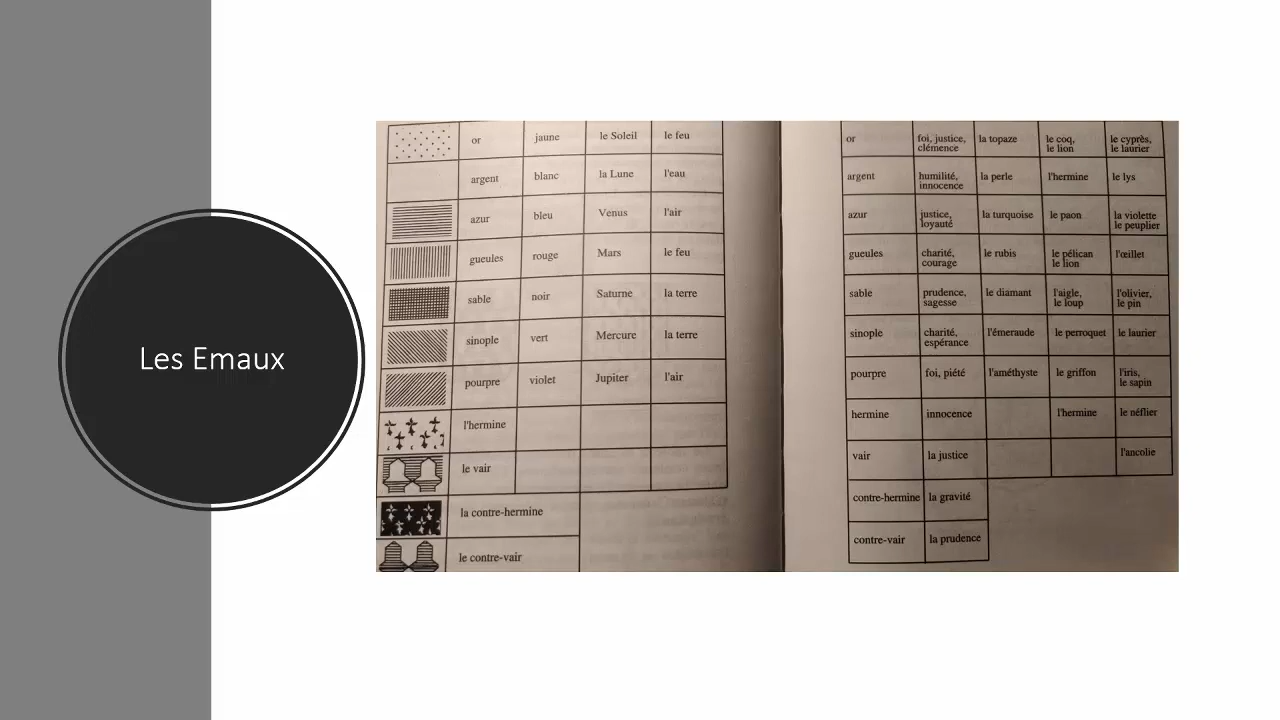 Les Emaux
or jaune le Soleil le feu
argent blanc la Lune l'eau
azur bleu Venus l'air
gueules rouge Mars le feu
sable noir Saturne la terre
sinople vert Mercure la terre
pourpre violet Jupiter l'air
l'hermine
le vair
la contre-hermine
le contre-vair
or foi, justice, la topaze le coq, le cyprès,
clémence le lion le laurier
argent humilité, la perle l'hermine le lys
innocence
azur justice, la turquoise le paon la violette
loyauté le peuplier
gueules charité, le rubis le pélican l'œillet
courage le lion
sable prudence, le diamant l'aigle, l'olivier,
sagesse le loup le pin
sinople charité, l'émeraude le perroquet le laurier
espérance
pourpre foi, piété l'améthyste le griffon l'iris,
le sapin
hermine innocence l'hermine le néflier
vair la justice l'ancolie
contre-hermine la gravité
contre-vair la prudence